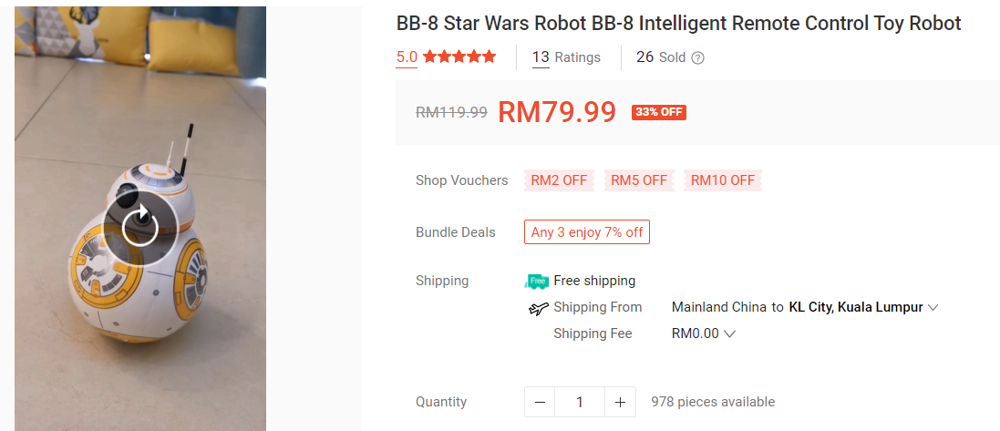 BB-8 Star Wars Robot BB-8 Intelligent Remote Control Toy Robot
5.0 13 Ratings 26 Sold ?
RM119.99 RM79.99 33% OFF
Shop Vouchers RM2 OFF RM5 OFF RM10 OFF
Bundle Deals Any 3 enjoy 7% off
Shipping Free Free shipping
Shipping From Mainland China to KL City, Kuala Lumpur
Shipping Fee RM0.00
Quantity − 1 + 978 pieces available